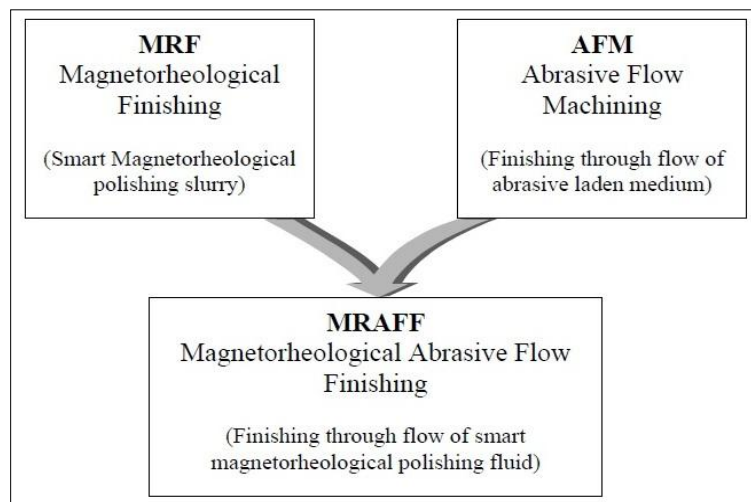 MRF
Magnetorheological
Finishing
(Smart Magnetorheological
polishing slurry)
AFM
Abrasive Flow
Machining
(Finishing through flow of
abrasive laden medium)
MRAFF
Magnetorheological Abrasive Flow
Finishing
(Finishing through flow of smart
magnetorheological polishing fluid)